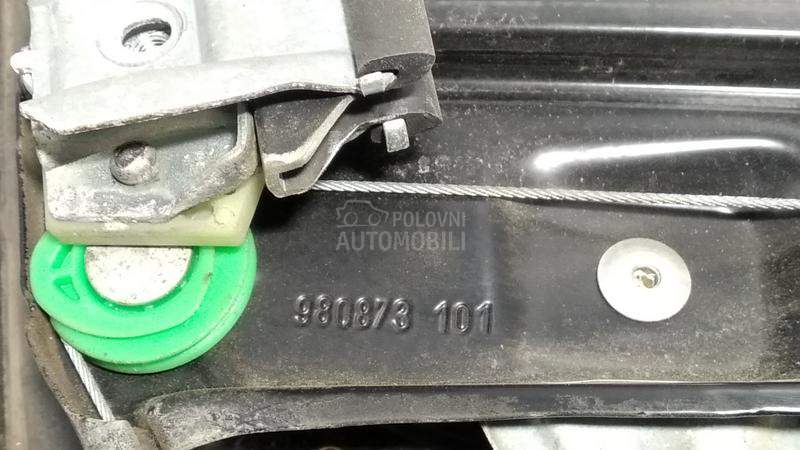 POLOVNI
AUTOMOBILI
980873 101